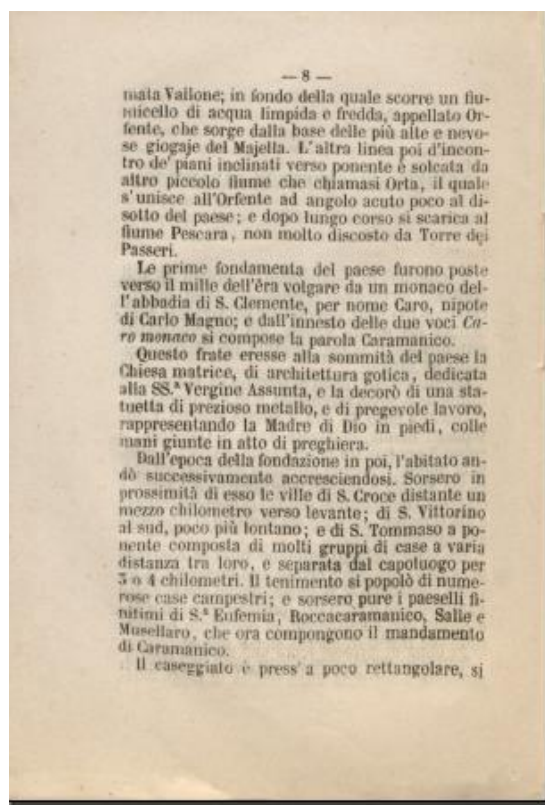 — 8 —
mata Vallone; in fondo della quale scorre un fiu-
micello di acqua limpida e fredda, appellato Or-
fente, che sorge dalla base delle più alte e nevo-
se giogaje del Majella. L'altra linea poi d'incon-
tro de' piani inclinati verso ponente è solcata da
altro piccolo fiume che chiamasi Orta, il quale
s'unisce all'Orfente ad angolo acuto poco al di-
sotto del paese; e dopo lungo corso si scarica al
fiume Pescara, non molto discosto da Torre dei
Passeri.
Le prime fondamenta del paese furono poste
verso il mille dell'êra volgare da un monaco del-
l'abbadia di S. Clemente, per nome Caro, nipote
di Carlo Magno; e dall'innesto delle due voci Ca-
ro monaco si compose la parola Caramanico.
Questo frate eresse alla sommità del paese la
Chiesa matrice, di architettura gotica, dedicata
alla SS.ª Vergine Assunta, e la decorò di una sta-
tuetta di prezioso metallo, e di pregevole lavoro,
rappresentando la Madre di Dio in piedi, colle
mani giunte in atto di preghiera.
Dall'epoca della fondazione in poi, l'abitato an-
dò successivamente accresciendosi. Sorsero in
prossimità di esso le ville di S. Croce distante un
mezzo chilometro verso levante; di S. Vittorino
al sud, poco più lontano; e di S. Tommaso a po-
nente composta di molti gruppi di case a varia
distanza tra loro, e separata dal capoluogo per
3 o 4 chilometri. Il tenimento si popolò di nume-
rose case campestri; e sorsero pure i paeselli fi-
nitimi di S.ª Eufemia, Roccacaramanico, Salle e
Musellaro, che ora compongono il mandamento
di Caramanico.
Il caseggiato è press'a poco rettangolare, si